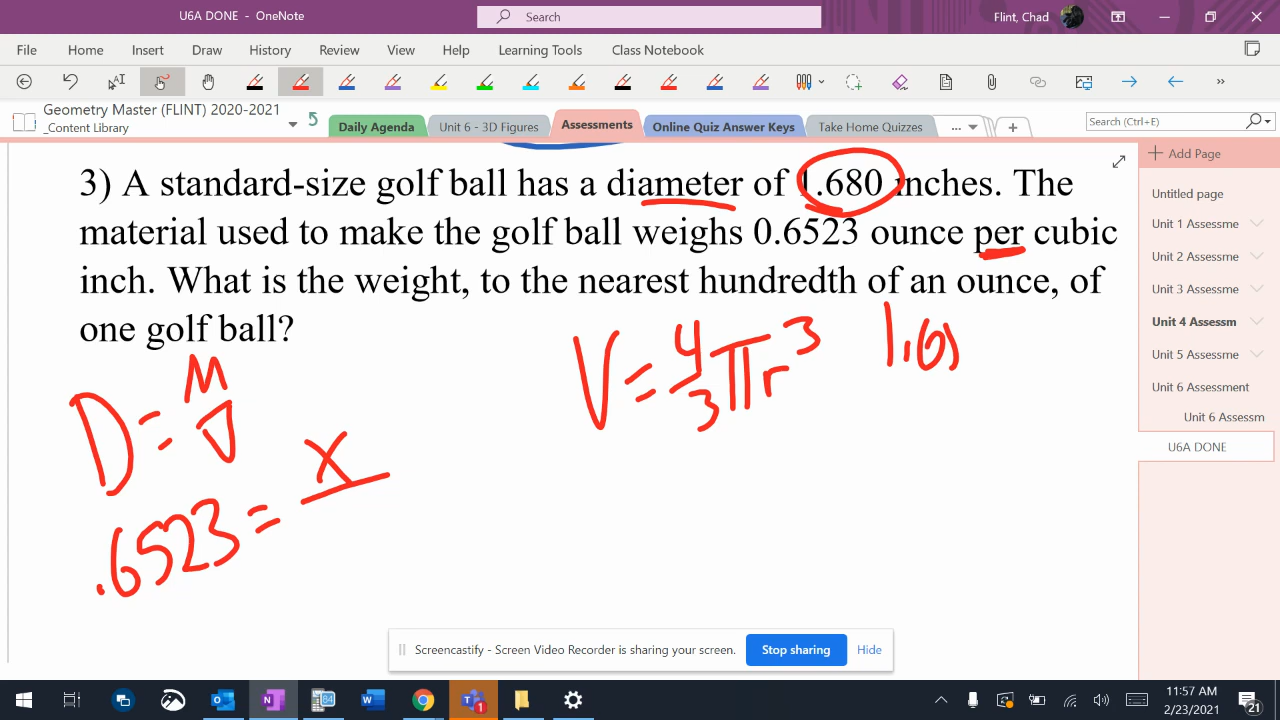 U6A DONE - OneNote
Search
Flint, Chad
File Home Insert Draw History Review View Help Learning Tools Class Notebook
Geometry Master (FLINT) 2020-2021
_Content Library
Daily Agenda
Unit 6 - 3D Figures
Assessments
Online Quiz Answer Keys
Take Home Quizzes
...
Search (Ctrl+E)
3) A standard-size golf ball has a diameter of 1.680 inches. The
material used to make the golf ball weighs 0.6523 ounce per cubic
inch. What is the weight, to the nearest hundredth of an ounce, of
one golf ball?
D = M/V
.6523 = X
V = 4/3 πr³
Add Page
Untitled page
Unit 1 Assessme
Unit 2 Assessme
Unit 3 Assessme
Unit 4 Assessm
Unit 5 Assessme
Unit 6 Assessment
Unit 6 Assessm
U6A DONE
Screencastify - Screen Video Recorder is sharing your screen.
Stop sharing
Hide
84
11:57 AM
2/23/2021
21